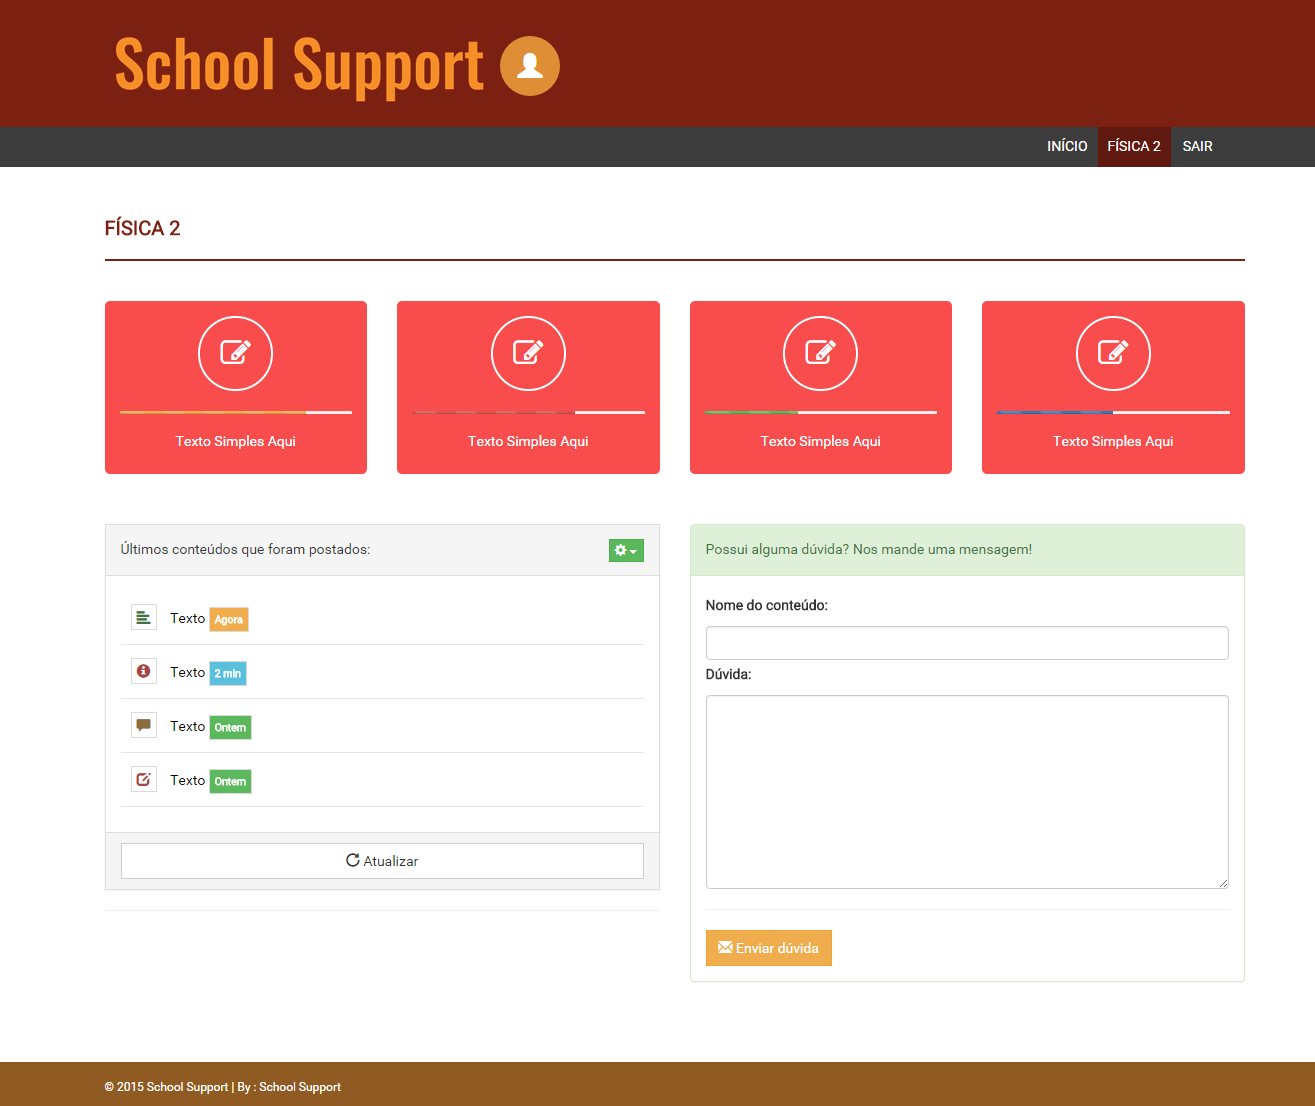 School Support
INÍCIO FÍSICA 2 SAIR
FÍSICA 2
Texto Simples Aqui Texto Simples Aqui Texto Simples Aqui Texto Simples Aqui
Últimos conteúdos que foram postados:
Texto Agora
Texto 2 min
Texto Ontem
Texto Ontem
Atualizar
Possui alguma dúvida? Nos mande uma mensagem!
Nome do conteúdo:
Dúvida:
Enviar dúvida
© 2015 School Support | By : School Support